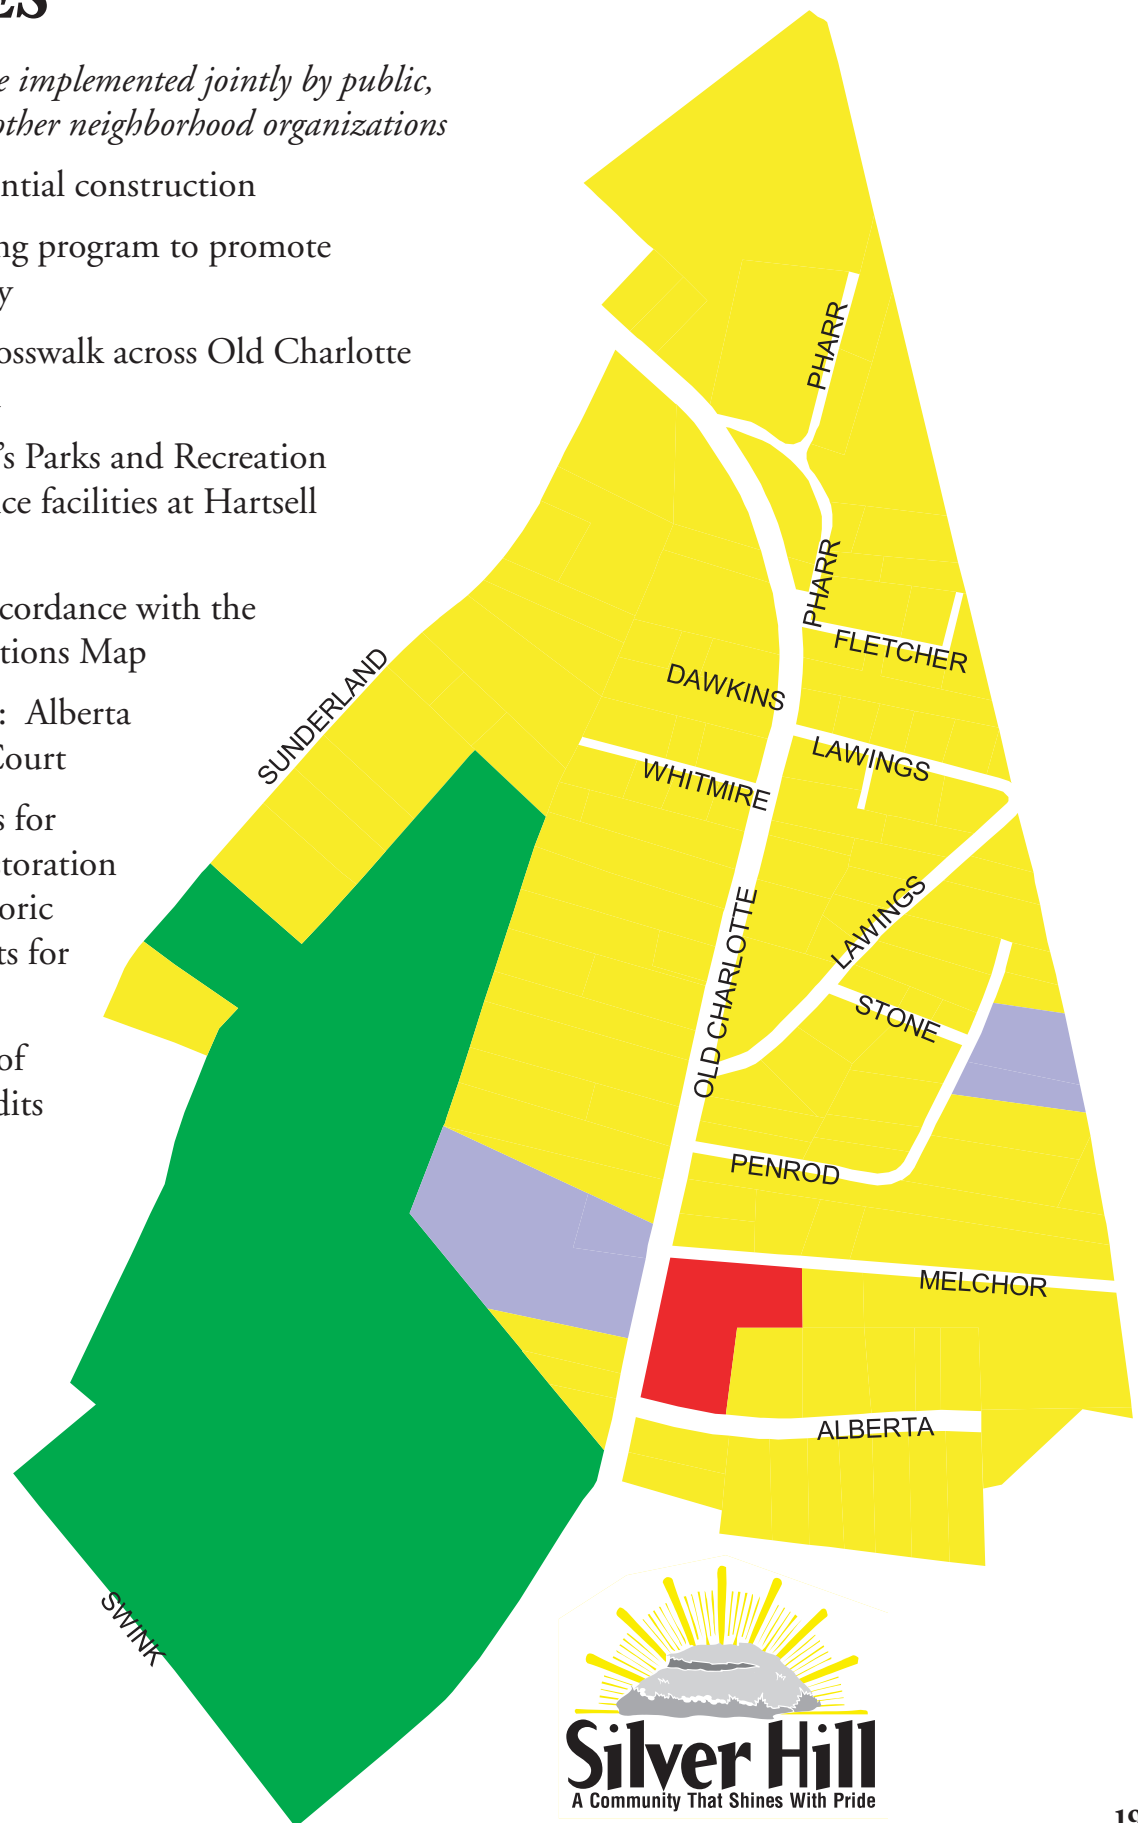 ES
e implemented jointly by public,
other neighborhood organizations
ntial construction
ng program to promote
y
osswalk across Old Charlotte
's Parks and Recreation
ce facilities at Hartsell
cordance with the
tions Map
: Alberta
Court
s for
toration
oric
ts for
of
dits
PHARR
PHARR
FLETCHER
DAWKINS
SUNDERLAND
LAWINGS
WHITMIRE
LAWINGS
OLD CHARLOTTE
STONE
PENROD
MELCHOR
ALBERTA
SWINK
Silver Hill
A Community That Shines With Pride
19